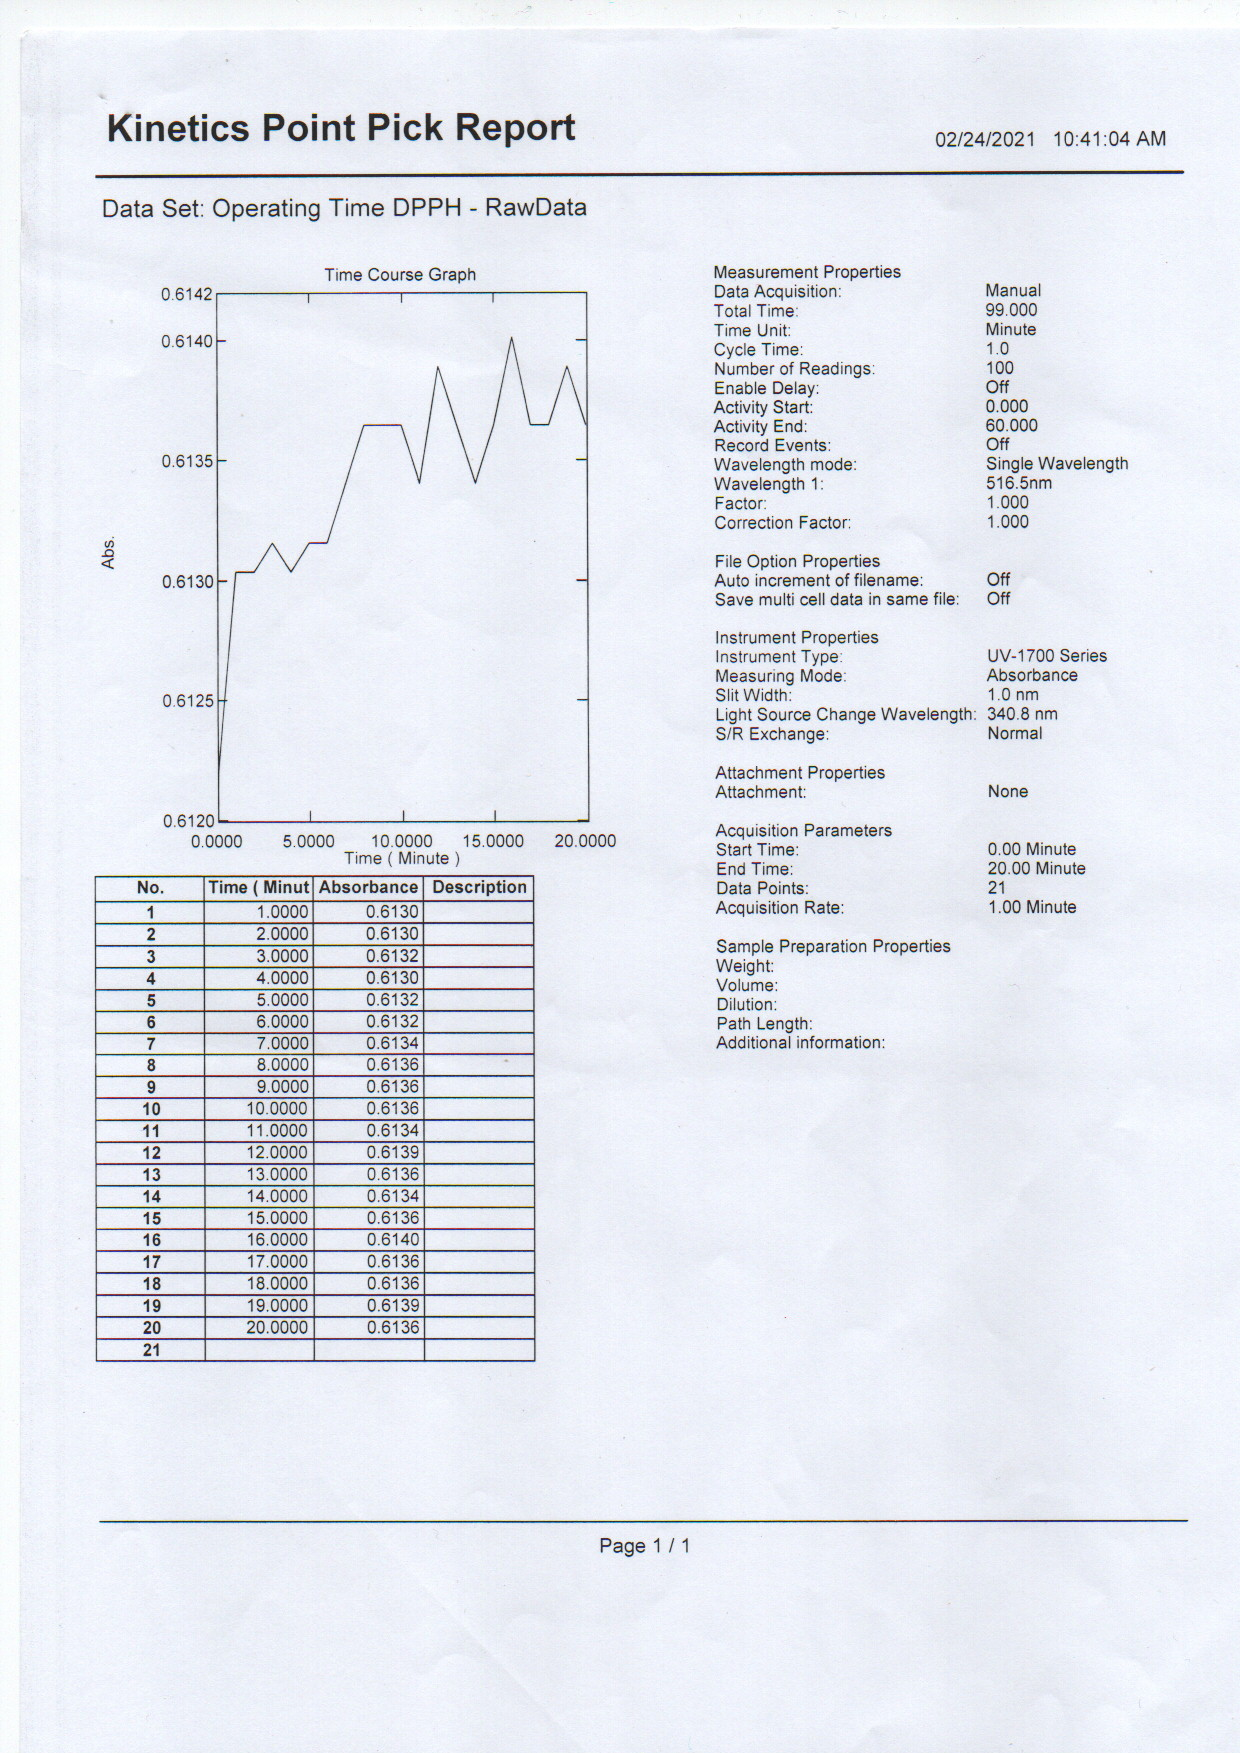 Kinetics Point Pick Report
02/24/2021 10:41:04 AM
Data Set: Operating Time DPPH - RawData
Time Course Graph
0.6142
0.6140
0.6135
0.6130
0.6125
0.6120
Abs.
0.0000 5.0000 10.0000 15.0000 20.0000
Time ( Minute )
No. Time ( Minut Absorbance Description
1 1.0000 0.6130
2 2.0000 0.6130
3 3.0000 0.6132
4 4.0000 0.6130
5 5.0000 0.6132
6 6.0000 0.6132
7 7.0000 0.6134
8 8.0000 0.6136
9 9.0000 0.6136
10 10.0000 0.6136
11 11.0000 0.6134
12 12.0000 0.6139
13 13.0000 0.6136
14 14.0000 0.6134
15 15.0000 0.6136
16 16.0000 0.6140
17 17.0000 0.6136
18 18.0000 0.6136
19 19.0000 0.6139
20 20.0000 0.6136
21
Measurement Properties
Data Acquisition: Manual
Total Time: 99.000
Time Unit: Minute
Cycle Time: 1.0
Number of Readings: 100
Enable Delay: Off
Activity Start: 0.000
Activity End: 60.000
Record Events: Off
Wavelength mode: Single Wavelength
Wavelength 1: 516.5nm
Factor: 1.000
Correction Factor: 1.000
File Option Properties
Auto increment of filename: Off
Save multi cell data in same file: Off
Instrument Properties
Instrument Type: UV-1700 Series
Measuring Mode: Absorbance
Slit Width: 1.0 nm
Light Source Change Wavelength: 340.8 nm
S/R Exchange: Normal
Attachment Properties
Attachment: None
Acquisition Parameters
Start Time: 0.00 Minute
End Time: 20.00 Minute
Data Points: 21
Acquisition Rate: 1.00 Minute
Sample Preparation Properties
Weight:
Volume:
Dilution:
Path Length:
Additional information:
Page 1 / 1